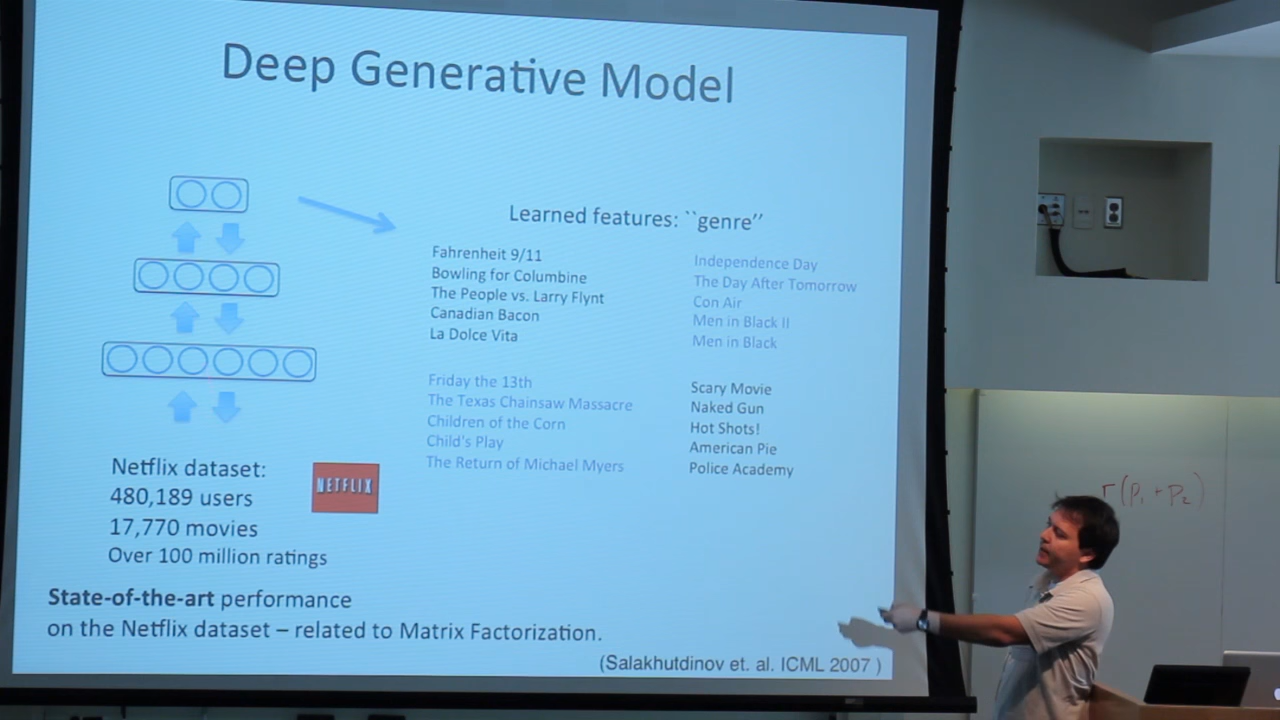 Deep Generative Model
Learned features: ``genre’’
Fahrenheit 9/11
Bowling for Columbine
The People vs. Larry Flynt
Canadian Bacon
La Dolce Vita
Independence Day
The Day After Tomorrow
Con Air
Men in Black II
Men in Black
Friday the 13th
The Texas Chainsaw Massacre
Children of the Corn
Child's Play
The Return of Michael Myers
Scary Movie
Naked Gun
Hot Shots!
American Pie
Police Academy
Netflix dataset:
480,189 users
17,770 movies
Over 100 million ratings
NETFLIX
State-of-the-art performance
on the Netflix dataset – related to Matrix Factorization.
(Salakhutdinov et. al. ICML 2007 )
r(p₁ + p₂)